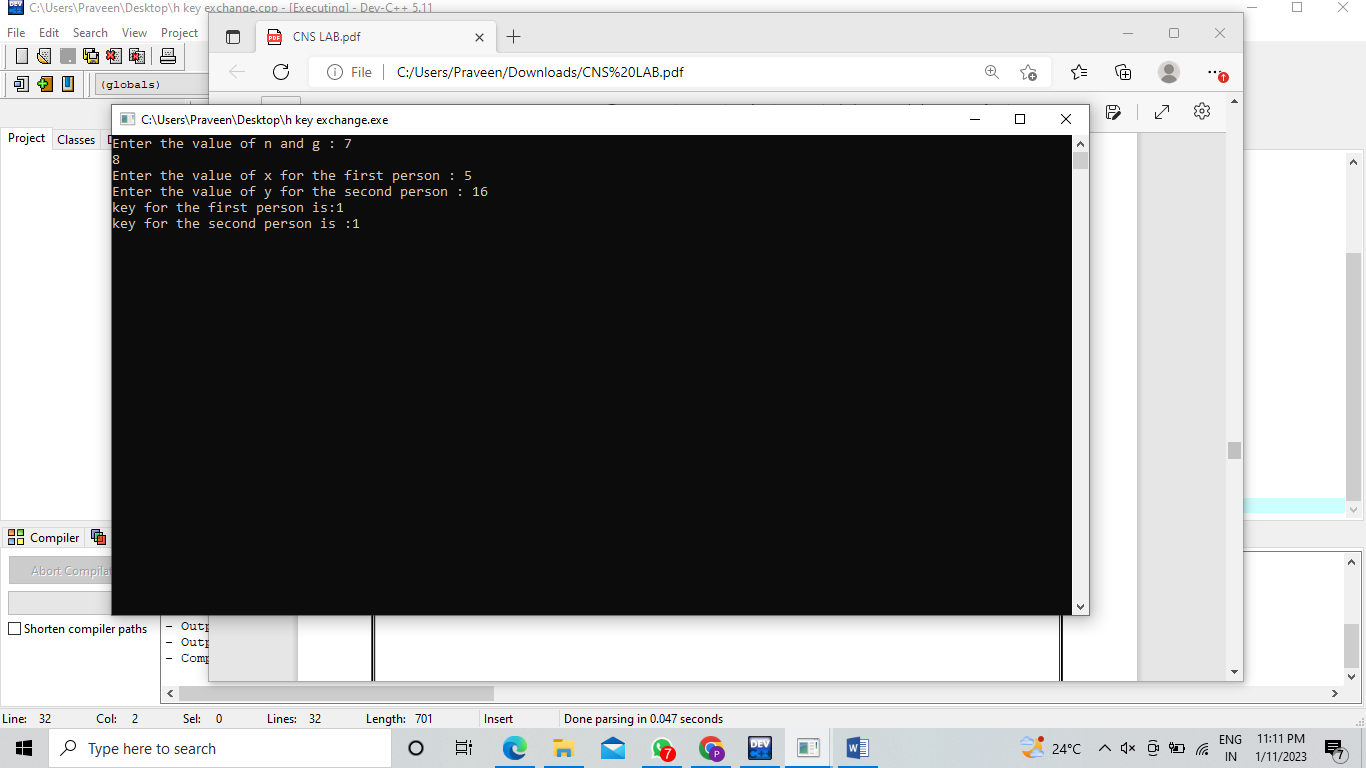 C:\Users\Praveen\Desktop\h key exchange.cpp - [Executing] - Dev-C++ 5.11
File Edit Search View Project
CNS LAB.pdf
File C:/Users/Praveen/Downloads/CNS%20LAB.pdf
(globals)
C:\Users\Praveen\Desktop\h key exchange.exe
Project Classes
Enter the value of n and g : 7
8
Enter the value of x for the first person : 5
Enter the value of y for the second person : 16
key for the first person is:1
key for the second person is :1
Compiler
Abort Compilat
Shorten compiler paths
- Outp
- Outp
- Comp
Line: 32 Col: 2 Sel: 0 Lines: 32 Length: 701 Insert Done parsing in 0.047 seconds
Type here to search
DEV
7
P
DEV
24°C
ENG
IN
11:11 PM
1/11/2023
7